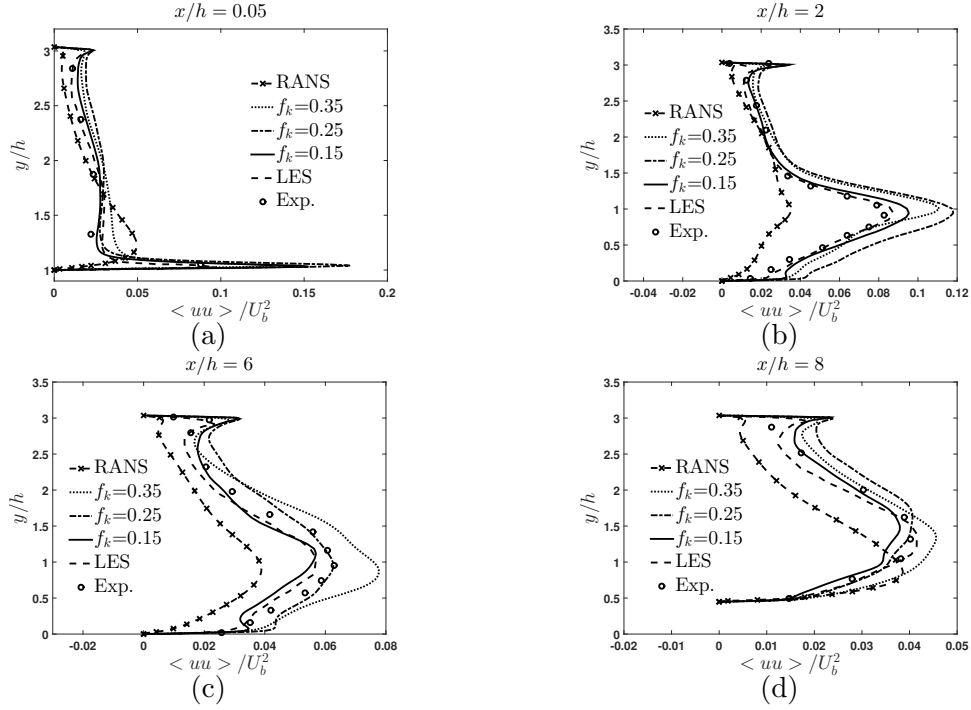 x/h = 0.05
3
2.5
2
1.5
1
y/h
RANS
f_k=0.35
f_k=0.25
f_k=0.15
LES
Exp.
0
0.05
0.1
0.15
0.2
< uu > /U_b^2
(a)
x/h = 2
3.5
3
2.5
2
1.5
1
0.5
0
y/h
RANS
f_k=0.35
f_k=0.25
f_k=0.15
LES
Exp.
-0.04
-0.02
0
0.02
0.04
0.06
0.08
0.1
0.12
< uu > /U_b^2
(b)
x/h = 6
3.5
3
2.5
2
1.5
1
0.5
0
y/h
RANS
f_k=0.35
f_k=0.25
f_k=0.15
LES
Exp.
-0.02
0
0.02
0.04
0.06
0.08
< uu > /U_b^2
(c)
x/h = 8
3.5
3
2.5
2
1.5
1
0.5
0
y/h
RANS
f_k=0.35
f_k=0.25
f_k=0.15
LES
Exp.
-0.02
-0.01
0
0.01
0.02
0.03
0.04
0.05
< uu > /U_b^2
(d)